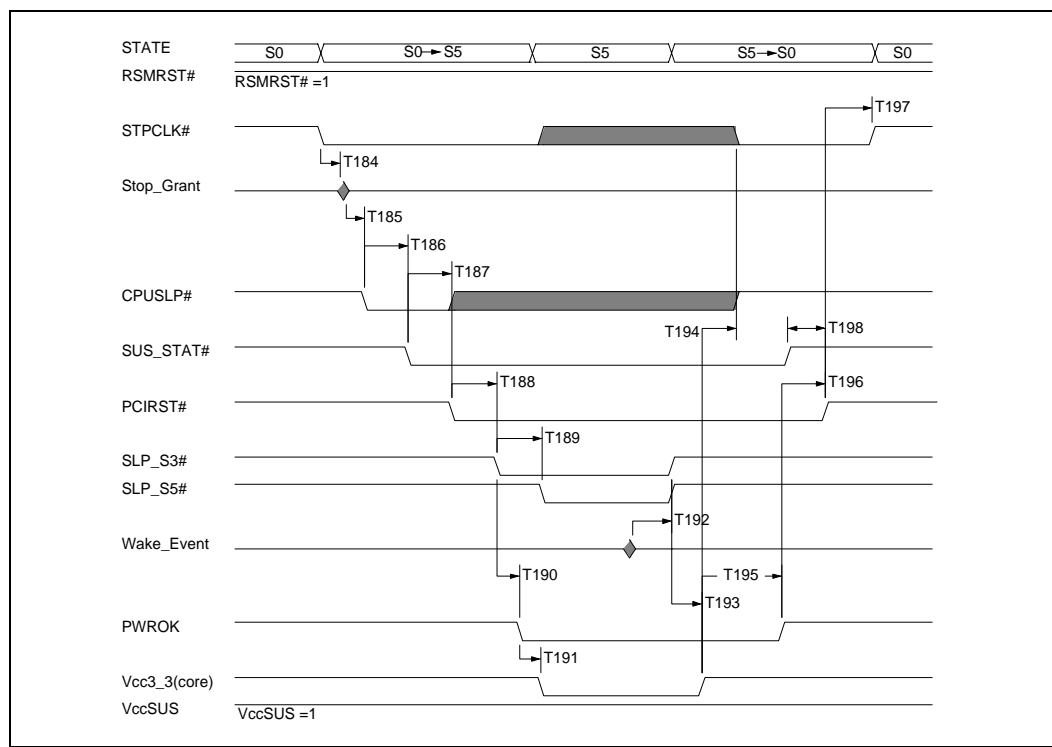 STATE
S0
S0→S5
S5
S5→S0
S0
RSMRST#
RSMRST# =1
T197
STPCLK#
T184
Stop_Grant
T185
T186
T187
CPUSLP#
T194
T198
SUS_STAT#
T188
T196
PCIRST#
T189
SLP_S3#
SLP_S5#
T192
Wake_Event
T190
T195
T193
PWROK
T191
Vcc3_3(core)
VccSUS
VccSUS =1